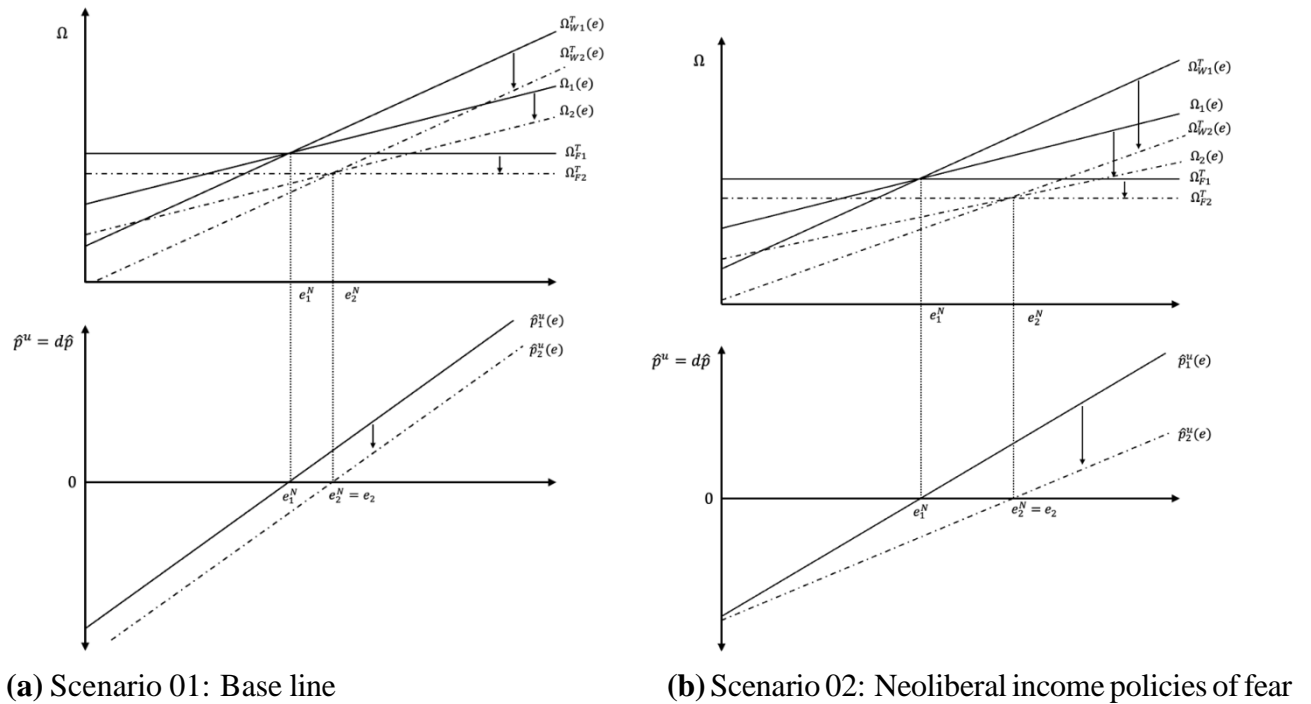 Ω
Ω^T_{W1}(e)
Ω^T_{W2}(e)
Ω_1(e)
Ω_2(e)
Ω^T_{F1}
Ω^T_{F2}
e^N_1
e^N_2
p̂^u = dp̂
p̂^u_1(e)
p̂^u_2(e)
0
e^N_1
e^N_2 = e_2
(a) Scenario 01: Base line
Ω
Ω^T_{W1}(e)
Ω_1(e)
Ω^T_{W2}(e)
Ω_2(e)
Ω^T_{F1}
Ω^T_{F2}
e^N_1
e^N_2
p̂^u = dp̂
p̂^u_1(e)
p̂^u_2(e)
0
e^N_1
e^N_2 = e_2
(b) Scenario 02: Neoliberal income policies of fear